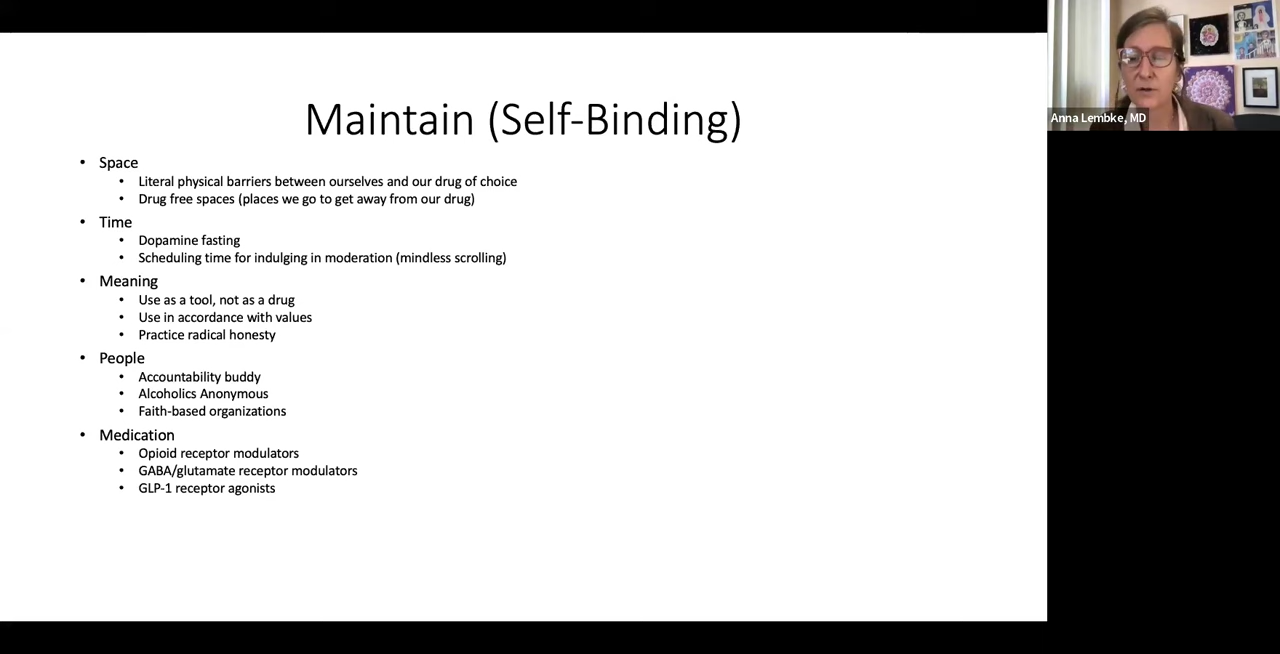 Maintain (Self-Binding)
• Space
• Literal physical barriers between ourselves and our drug of choice
• Drug free spaces (places we go to get away from our drug)
• Time
• Dopamine fasting
• Scheduling time for indulging in moderation (mindless scrolling)
• Meaning
• Use as a tool, not as a drug
• Use in accordance with values
• Practice radical honesty
• People
• Accountability buddy
• Alcoholics Anonymous
• Faith-based organizations
• Medication
• Opioid receptor modulators
• GABA/glutamate receptor modulators
• GLP-1 receptor agonists
Anna Lembke, MD